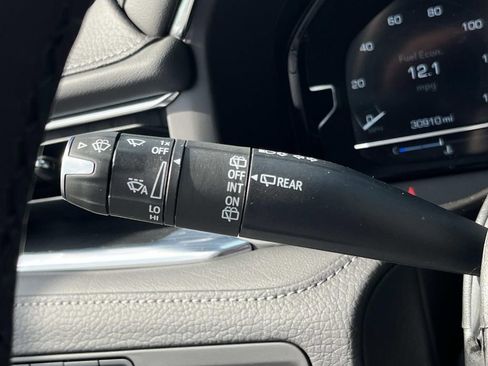 80
100
60
Fuel Econ.
40
12.1
20
mpg
0
30910 mi
1X
OFF
A
LO
HI
OFF
INT
ON
REAR